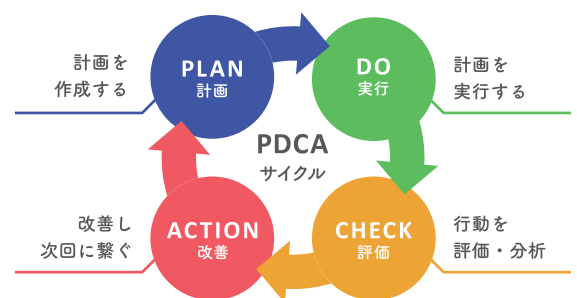 計画を
作成する
PLAN
計画
DO
実行
計画を
実行する
PDCA
サイクル
改善し
次回に繋ぐ
ACTION
改善
CHECK
評価
行動を
評価・分析